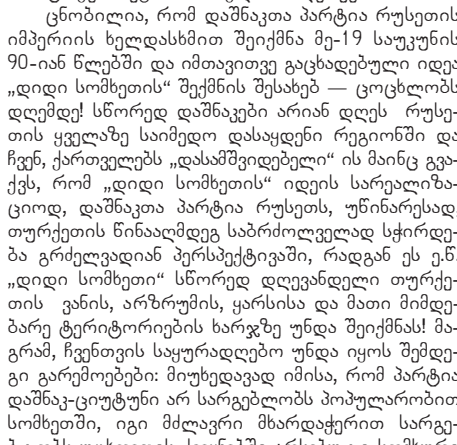 ცნობილია, რომ დაშნაკთა პარტია რუსეთის
იმპერიის ხელდასხმით შეიქმნა მე-19 საუკუნის
90-იან წლებში და იმთავითვე გაცხადებული იდეა
„დიდი სომხეთის“ შექმნის შესახებ — ცოცხლობს
დღემდე! სწორედ დაშნაკები არიან დღეს რუსე-
თის ყველაზე საიმედო დასაყდენი რეგიონში და
ჩვენ, ქართველებს „დასამშვიდებელი“ ის მაინც გვა-
ქვს, რომ „დიდი სომხეთის“ იდეის სარეალიზა-
ციოდ, დაშნაკთა პარტია რუსეთს, უწინარესად,
თურქეთის წინააღმდეგ საბრძოლველად სჭირდე-
ბა გრძელვადიან პერსპექტივაში, რადგან ეს ე.წ.
„დიდი სომხეთი“ სწორედ დღევანდელი თურქე-
თის ვანის, არზრუმის, ყარსისა და მათი მიმდე-
ბარე ტერიტორიების ხარჯზე უნდა შეიქმნას! მა-
გრამ, ჩვენთვის საყურადღებო უნდა იყოს შემდე-
გი გარემოებები: მიუხედავად იმისა, რომ პარტია
დაშნაკ-ციუტუნი არ სარგებლობს პოპულარობით
სომხეთში, იგი მძლავრი მხარდაჭერით სარგე-